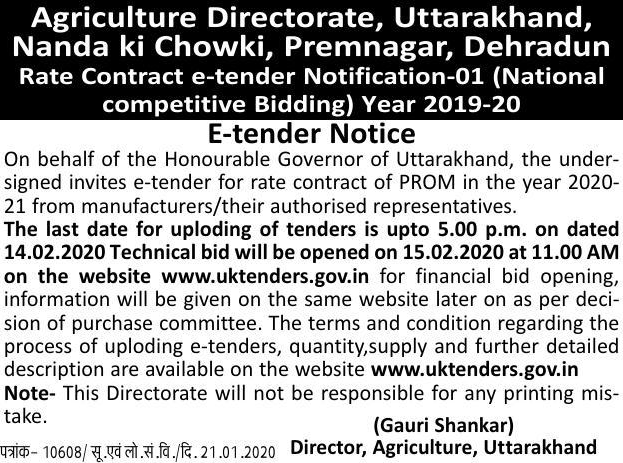 Agriculture Directorate, Uttarakhand,
Nanda ki Chowki, Premnagar, Dehradun
Rate Contract e-tender Notification-01 (National
competitive Bidding) Year 2019-20
E-tender Notice
On behalf of the Honourable Governor of Uttarakhand, the under-
signed invites e-tender for rate contract of PROM in the year 2020-
21 from manufacturers/their authorised representatives.
The last date for uploding of tenders is upto 5.00 p.m. on dated
14.02.2020 Technical bid will be opened on 15.02.2020 at 11.00 AM
on the website www.uktenders.gov.in for financial bid opening,
information will be given on the same website later on as per deci-
sion of purchase committee. The terms and condition regarding the
process of uploding e-tenders, quantity,supply and further detailed
description are available on the website www.uktenders.gov.in
Note- This Directorate will not be responsible for any printing mis-
take.
(Gauri Shankar)
पत्रांक- 10608/ सू.एवं लो.सं.वि./दि. 21.01.2020 Director, Agriculture, Uttarakhand